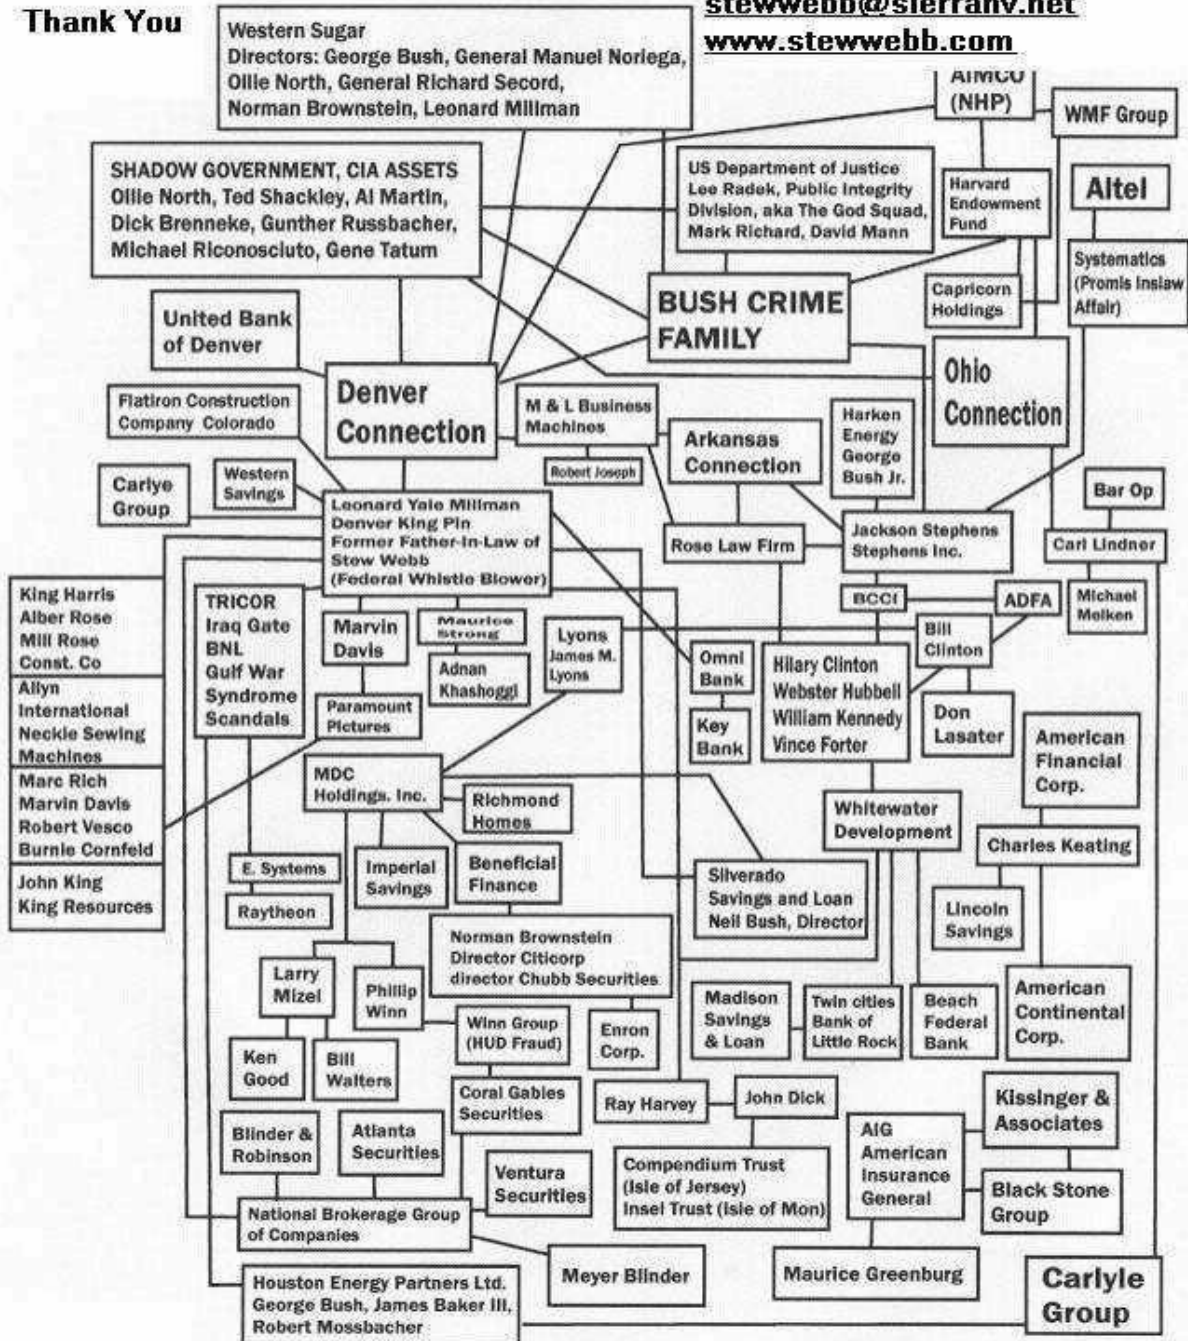 Thank You
stewwebb@sierranv.net
www.stewwebb.com
Western Sugar
Directors: George Bush, General Manuel Noriega,
Ollie North, General Richard Secord,
Norman Brownstein, Leonard Millman
AIMCO
(NHP)
WMF Group
SHADOW GOVERNMENT, CIA ASSETS
Ollie North, Ted Shackley, Al Martin,
Dick Brenneke, Gunther Russbacher,
Michael Riconosciuto, Gene Tatum
US Department of Justice
Lee Radek, Public Integrity
Division, aka The God Squad,
Mark Richard, David Mann
Harvard
Endowment
Fund
Altel
Systematics
(Promis Inslaw
Affair)
Capricorn
Holdings
BUSH CRIME
FAMILY
United Bank
of Denver
Denver
Connection
Ohio
Connection
Flatiron Construction
Company Colorado
M & L Business
Machines
Robert Joseph
Arkansas
Connection
Harken
Energy
George
Bush Jr.
Carlye
Group
Western
Savings
Leonard Yale Millman
Denver King Pin
Former Father-In-Law of
Stew Webb
(Federal Whistle Blower)
Rose Law Firm
Jackson Stephens
Stephens Inc.
Bar Op
Carl Lindner
Michael
Melken
BCCI
ADFA
King Harris
Alber Rose
Mill Rose
Const. Co
Allyn
International
Neckie Sewing
Machines
Marc Rich
Marvin Davis
Robert Vesco
Burnie Cornfeld
John King
King Resources
TRICOR
Iraq Gate
BNL
Gulf War
Syndrome
Scandals
Marvin
Davis
Maurice
Strong
Adnan
Khashoggi
Paramount
Pictures
Lyons
James M.
Lyons
Omni
Bank
Key
Bank
Hilary Clinton
Webster Hubbell
William Kennedy
Vince Forter
Bill
Clinton
Don
Lasater
American
Financial
Corp.
MDC
Holdings. Inc.
Richmond
Homes
Whitewater
Development
Charles Keating
E. Systems
Raytheon
Imperial
Savings
Beneficial
Finance
Silverado
Savings and Loan
Neil Bush, Director
Lincoln
Savings
Norman Brownstein
Director Citicorp
director Chubb Securities
Larry
Mizel
Phillip
Winn
Winn Group
(HUD Fraud)
Enron
Corp.
Madison
Savings
& Loan
Twin cities
Bank of
Little Rock
Beach
Federal
Bank
American
Continental
Corp.
Ken
Good
Bill
Walters
Coral Gables
Securities
Ray Harvey
John Dick
Kissinger &
Associates
Blinder &
Robinson
Atlanta
Securities
Ventura
Securities
Compendium Trust
(Isle of Jersey)
Insel Trust (Isle of Mon)
AIG
American
Insurance
General
Black Stone
Group
National Brokerage Group
of Companies
Meyer Blinder
Maurice Greenburg
Houston Energy Partners Ltd.
George Bush, James Baker III,
Robert Mossbacher
Carlyle
Group